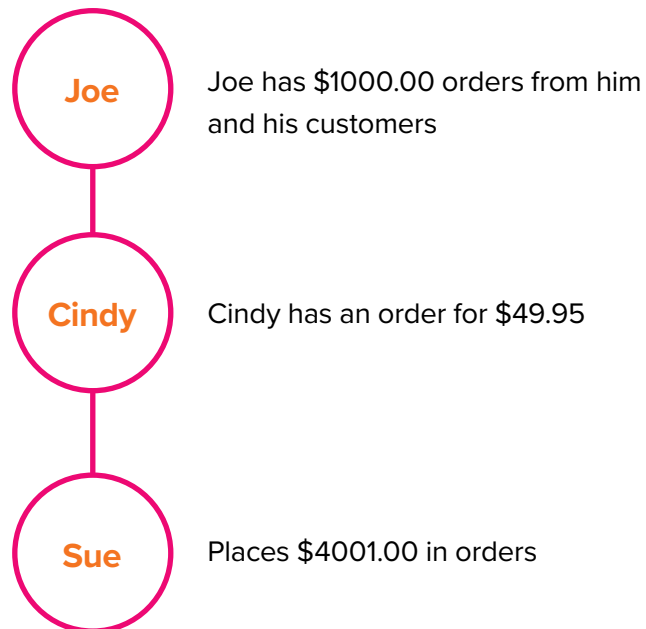 Joe
Joe has $1000.00 orders from him
and his customers
Cindy
Cindy has an order for $49.95
Sue
Places $4001.00 in orders